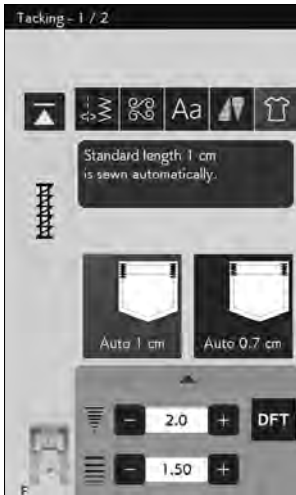 Tacking - 1 / 2
Aa
Standard length 1 cm
is sewn automatically.
Auto 1 cm
Auto 0.7 cm
2.0
DFT
1.50
F